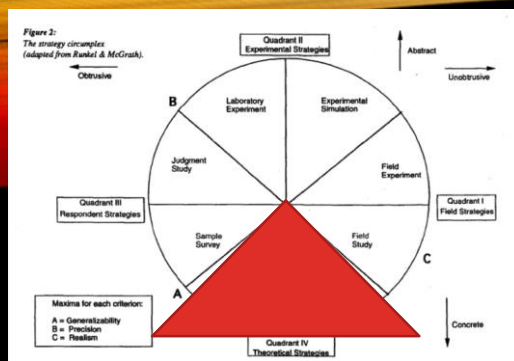 Figure 2:
The strategy circumplex
(adapted from Runkel & McGrath).
Obtrusive
Quadrant II
Experimental Strategies
Abstract
Unobtrusive
B
Laboratory
Experiment
Experimental
Simulation
Judgment
Study
Field
Experiment
Quadrant III
Respondent Strategies
Quadrant I
Field Strategies
Sample
Survey
Field
Study
C
A
Maxima for each criterion:
A = Generalizability
B = Precision
C = Realism
Concrete
Quadrant IV
Theoretical Strategies